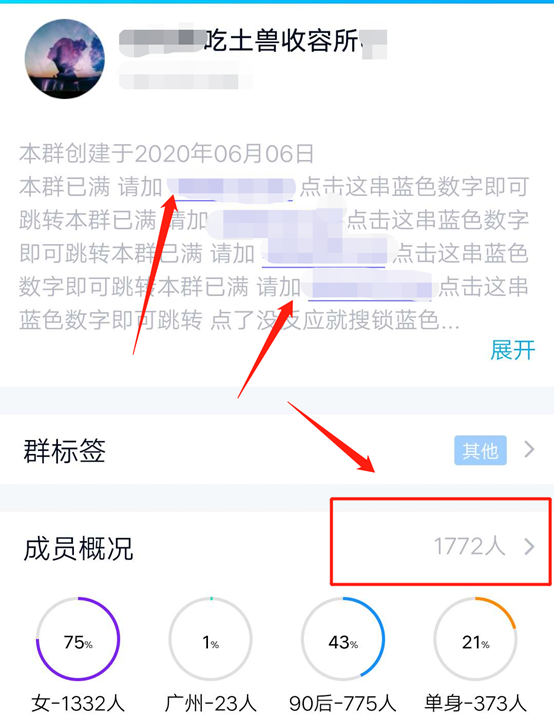 吃土兽收容所
本群创建于2020年06月06日
本群已满 请加 点击这串蓝色数字即可
跳转本群已满 请加 点击这串蓝色数字
即可跳转本群已满 请加 点击这串蓝色
数字即可跳转本群已满 请加 点击这串
蓝色数字即可跳转 点了没反应就搜锁蓝色...
展开
群标签 其他
成员概况 1772人
75% 1% 43% 21%
女-1332人 广州-23人 90后-775人 单身-373人